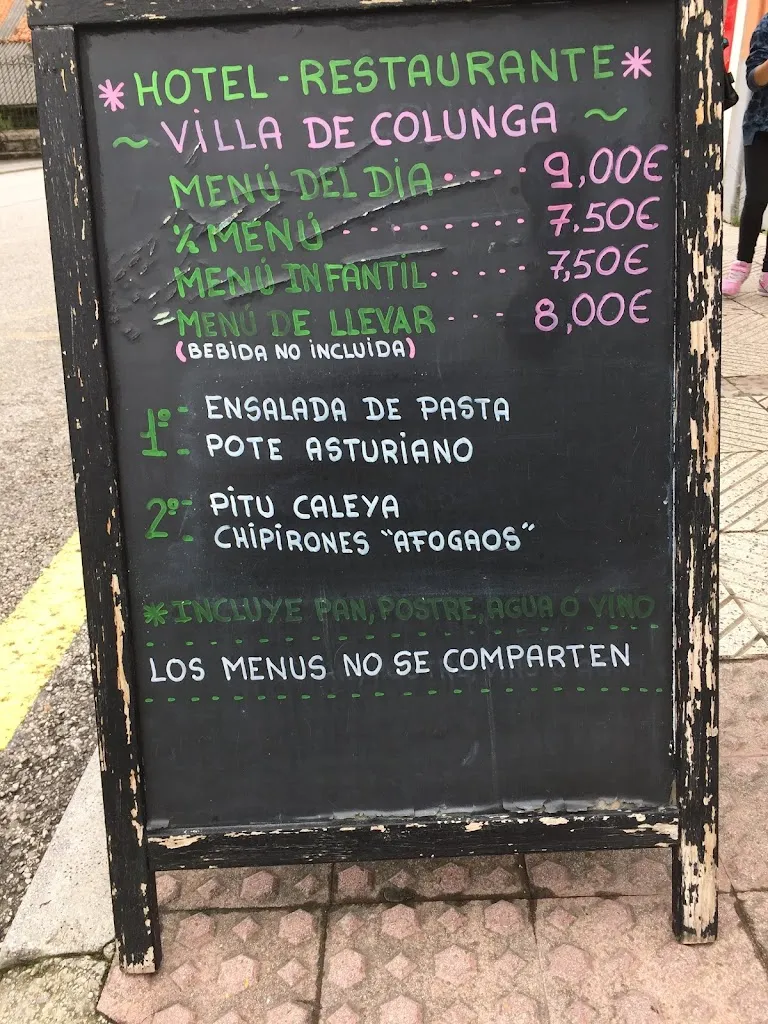 *HOTEL-RESTAURANTE*
~ VILLA DE COLUNGA ~
MENÚ DEL DIA..... 9,00€
½ MENÚ ........ 7.50€
MENÚ INFANTIL...... 7,50€
MENÚ DE LLEVAR .... 8,00€
(BEBIDA NO INCLUIDA)
1º- ENSALADA DE PASTA
POTE ASTURIANO
2º- PITU CALEYA
CHIPIRONES "AFOGAOS"
*INCLUYE PAN, POSTRE, AGUA O VINO
LOS MENUS NO SE COMPARTEN